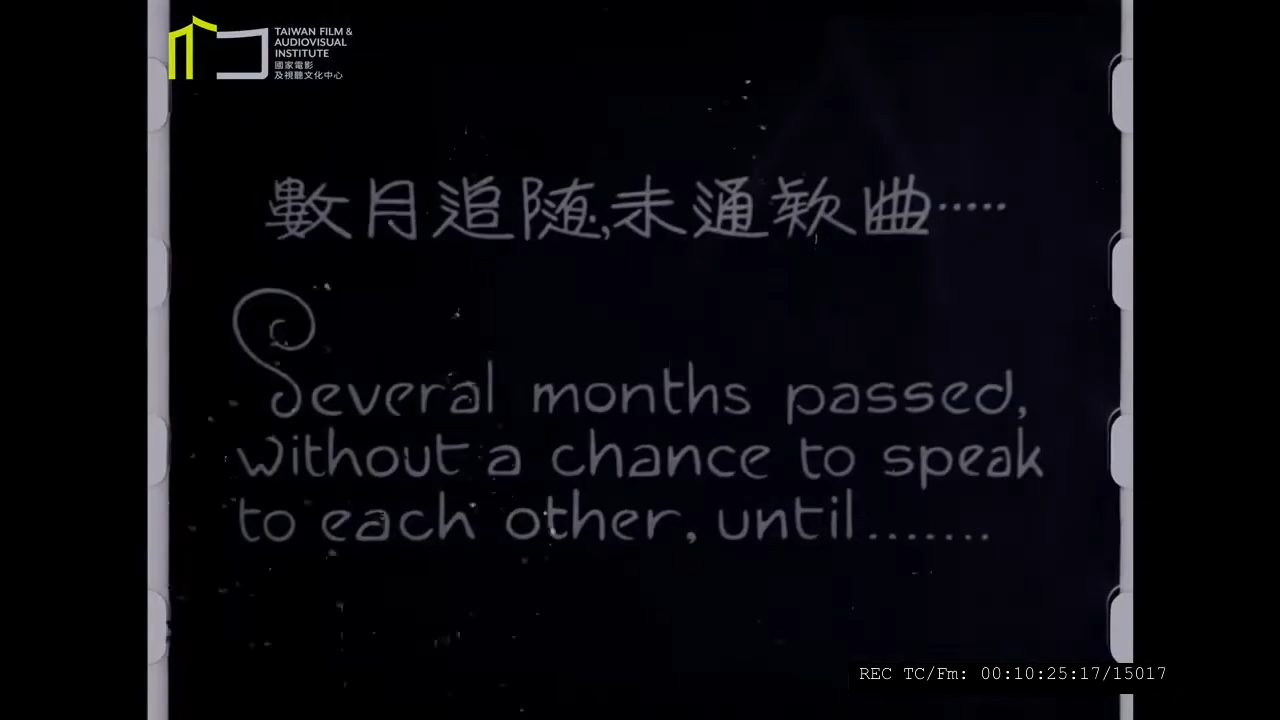 TAIWAN FILM &
AUDIOVISUAL
INSTITUTE
國家電影
及視聽文化中心
數月追随,未通欵曲·····
Several months passed,
without a chance to speak
to each other, until.......
REC TC/Fm: 00:10:25:17/15017